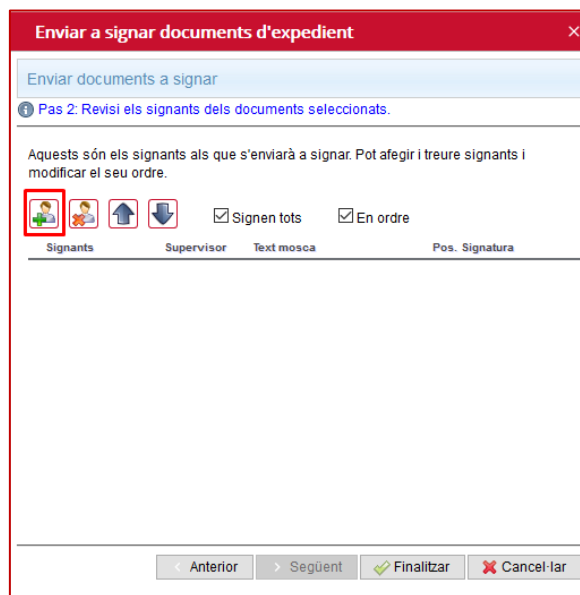 Enviar a signar documents d'expedient
Enviar documents a signar
Pas 2: Revisi els signants dels documents seleccionats.
Aquests són els signants als que s'enviarà a signar. Pot afegir i treure signants i
modificar el seu ordre.
Signen tots En ordre
Signants Supervisor Text mosca Pos. Signatura
< Anterior > Següent Finalitzar Cancel·lar